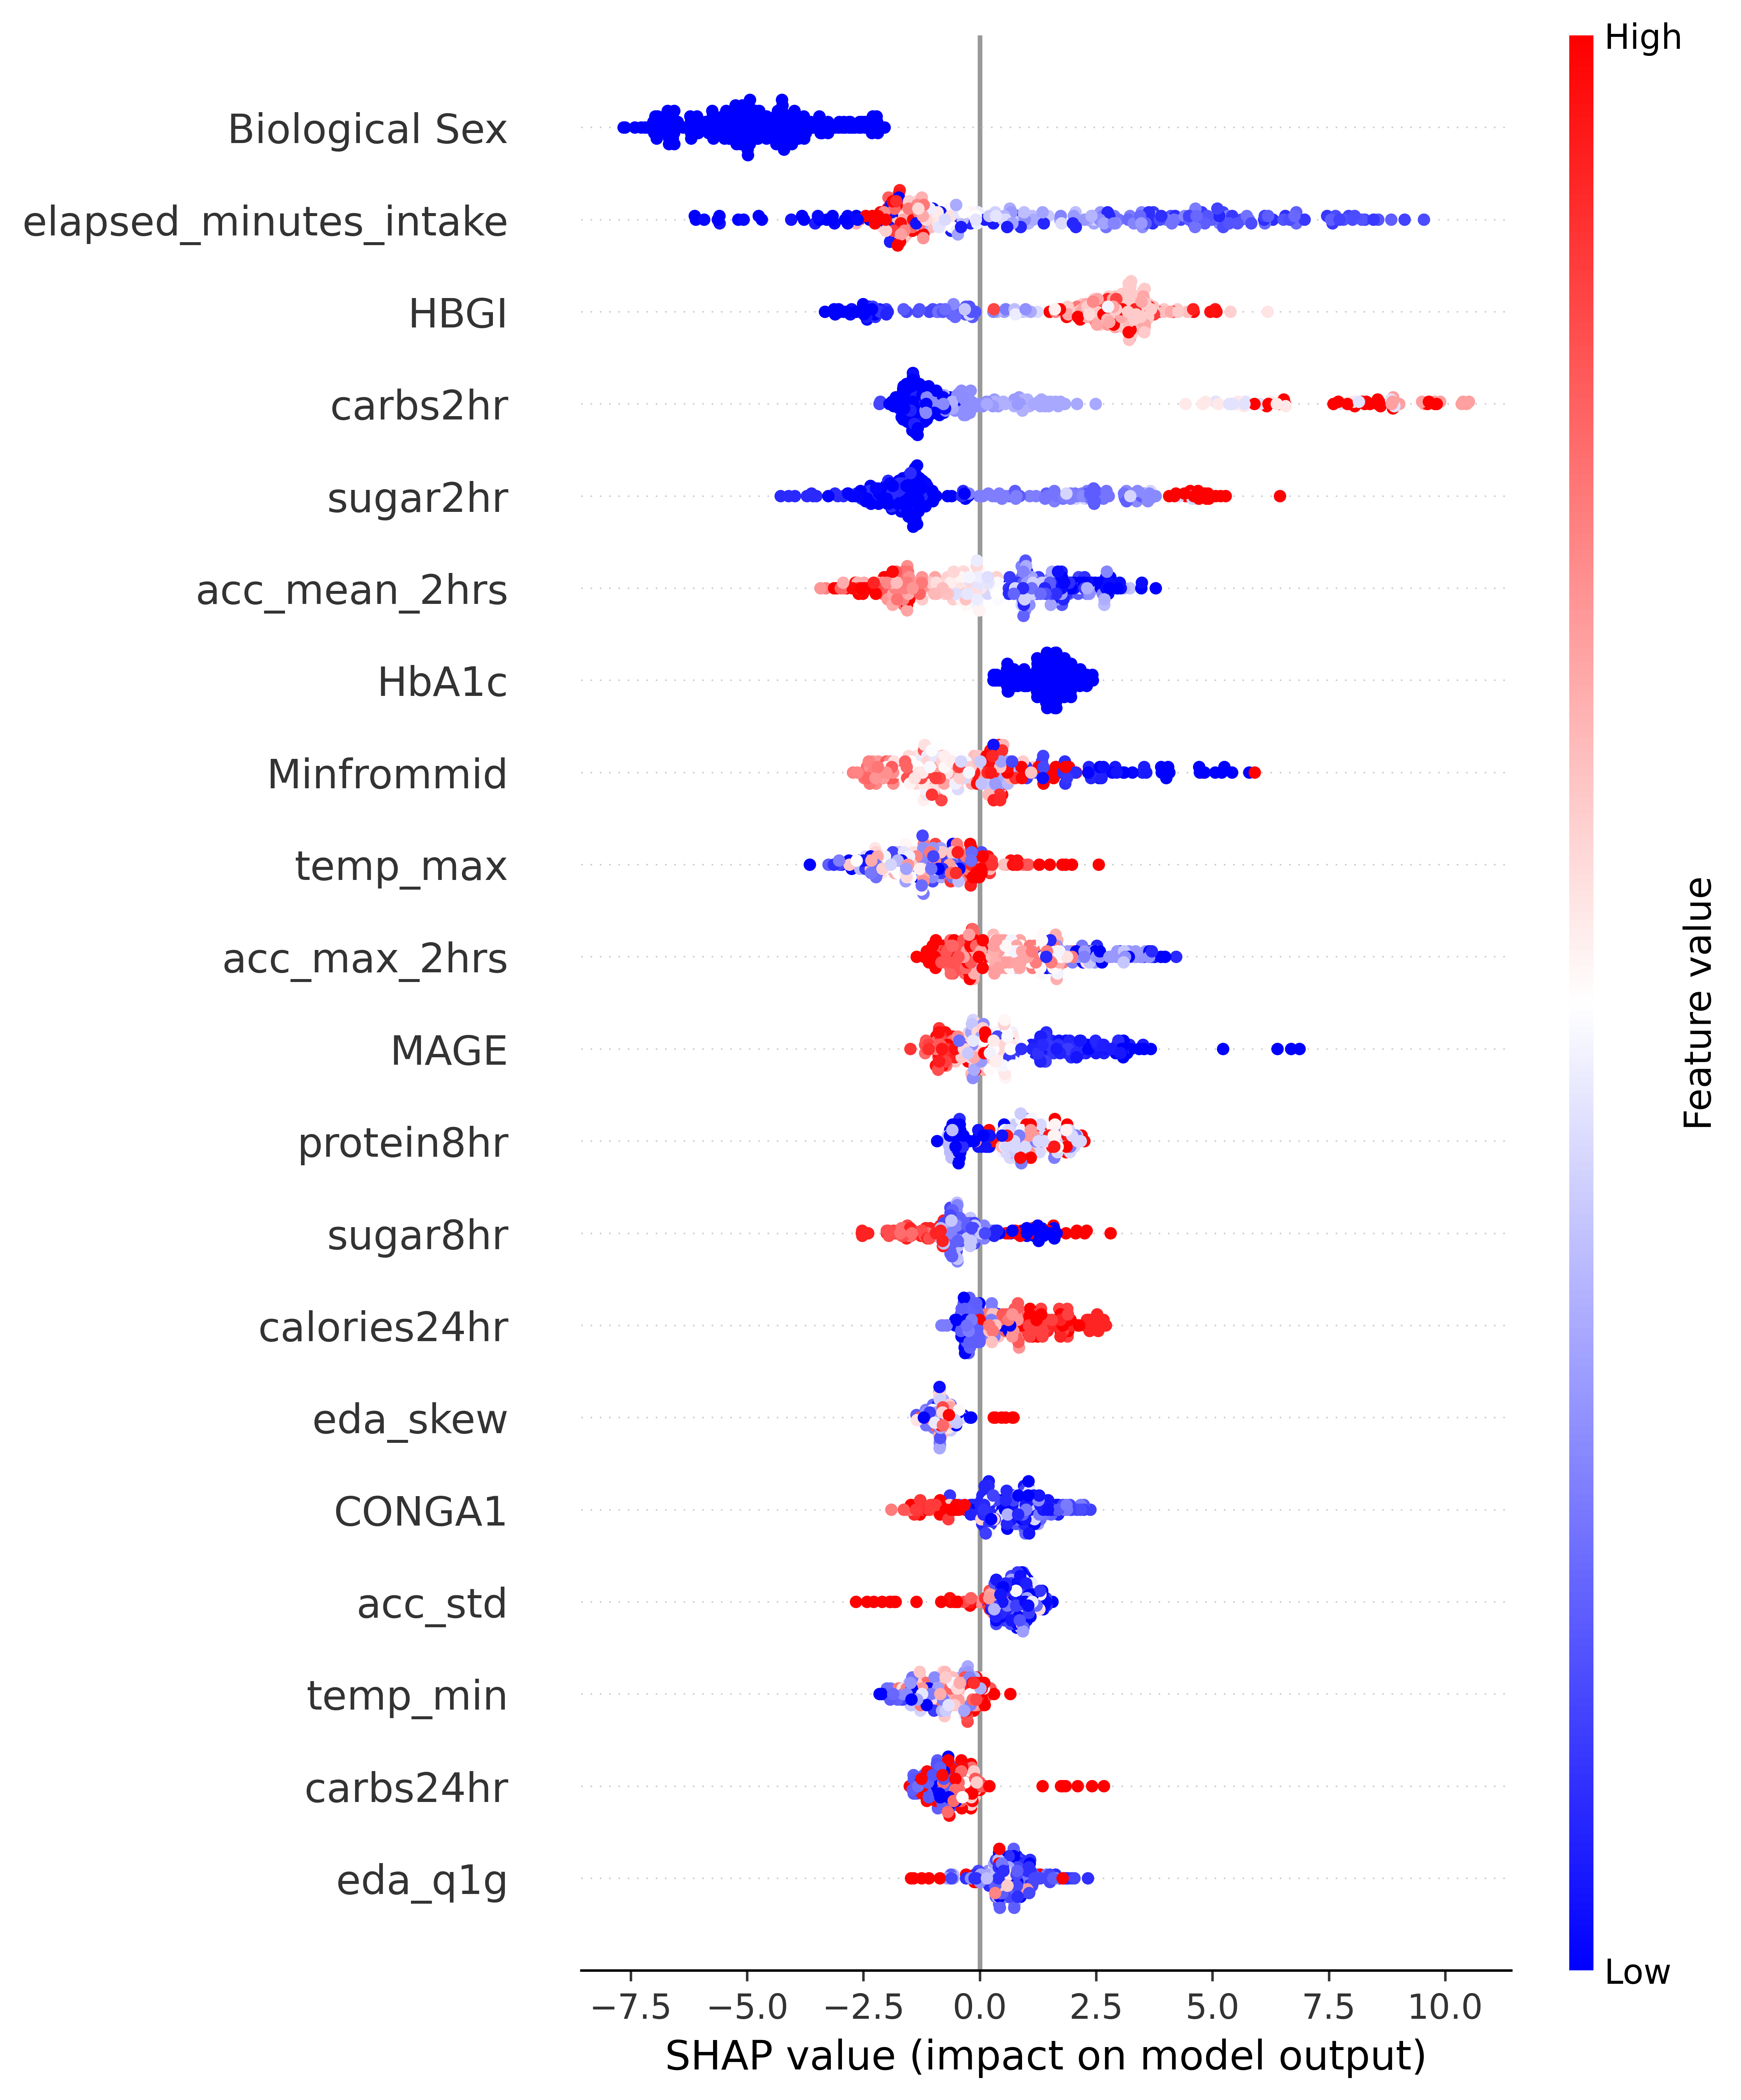 High
Biological Sex
elapsed_minutes_intake
HBGI
carbs2hr
sugar2hr
acc_mean_2hrs
HbA1c
Minfrommid
temp_max
acc_max_2hrs
MAGE
protein8hr
sugar8hr
calories24hr
eda_skew
CONGA1
acc_std
temp_min
carbs24hr
eda_q1g
Feature value
Low
−7.5 −5.0 −2.5 0.0 2.5 5.0 7.5 10.0
SHAP value (impact on model output)